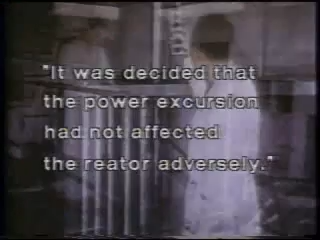 "It was decided that
the power excursion
had not affected
the reator adversely."